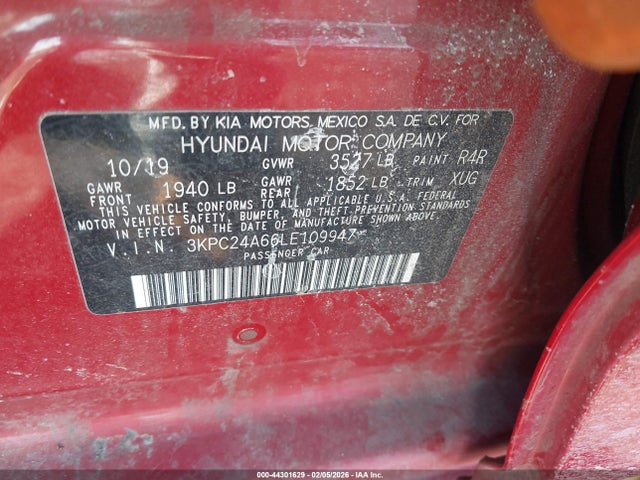 MFD. BY KIA MOTORS MEXICO S.A. DE C.V. FOR
HYUNDAI MOTOR COMPANY
10/19 GVWR 3527 LB PAINT R4R
GAWR FRONT 1940 LB GAWR REAR 1852 LB TRIM XUG
THIS VEHICLE CONFORMS TO ALL APPLICABLE U.S.A. FEDERAL
MOTOR VEHICLE SAFETY, BUMPER, AND THEFT PREVENTION STANDARDS
IN EFFECT ON THE DATE OF MANUFACTURE SHOWN ABOVE.
V.I.N. 3KPC24A66LE109947
PASSENGER CAR
000-44301629 - 02/05/2026 - IAA Inc.